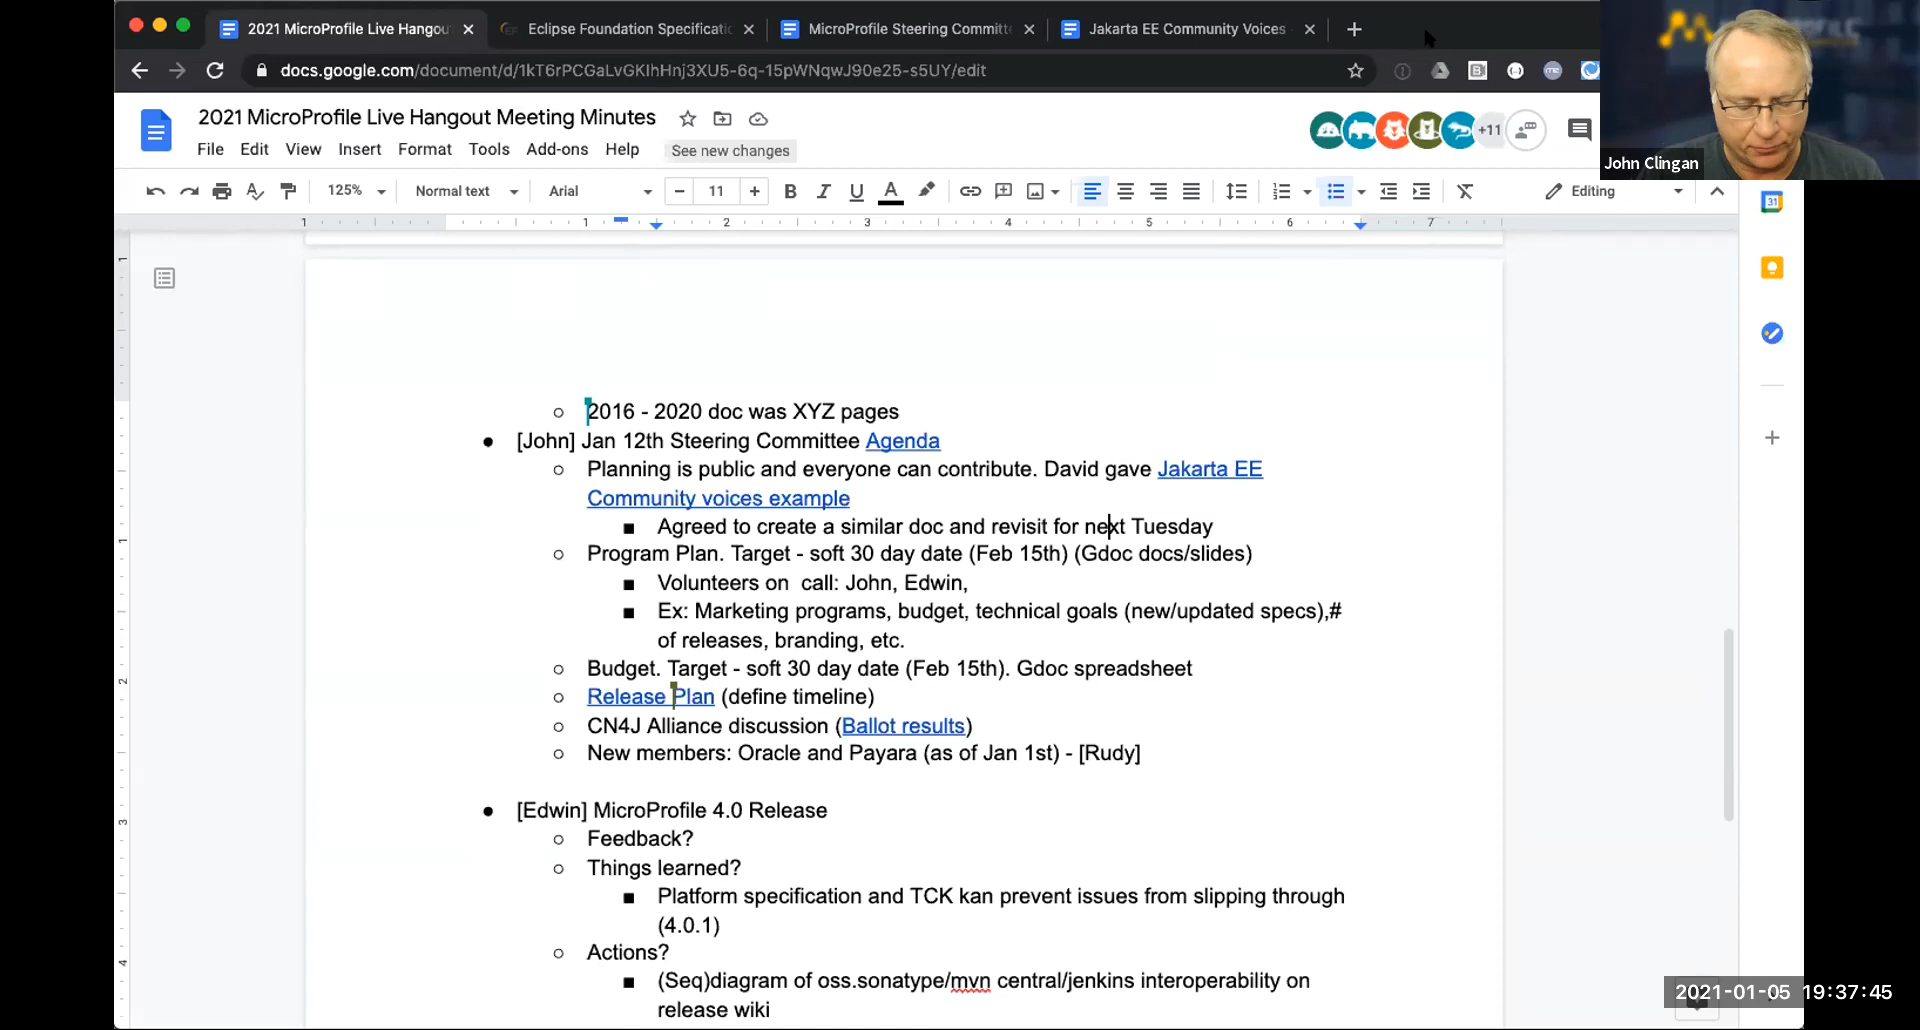 2021 MicroProfile Live Hangou
Eclipse Foundation Specificatio
MicroProfile Steering Committe
Jakarta EE Community Voices
docs.google.com/document/d/1kT6rPCGaLvGKIhHnj3XU5-6q-15pWNqwJ90e25-s5UY/edit
2021 MicroProfile Live Hangout Meeting Minutes
+11
File Edit View Insert Format Tools Add-ons Help See new changes
John Clingan
125% Normal text Arial 11 Editing
31
1 1 2 3 4 5 6 7
2016 - 2020 doc was XYZ pages
[John] Jan 12th Steering Committee Agenda
Planning is public and everyone can contribute. David gave Jakarta EE
Community voices example
Agreed to create a similar doc and revisit for next Tuesday
Program Plan. Target - soft 30 day date (Feb 15th) (Gdoc docs/slides)
Volunteers on call: John, Edwin,
Ex: Marketing programs, budget, technical goals (new/updated specs),#
of releases, branding, etc.
Budget. Target - soft 30 day date (Feb 15th). Gdoc spreadsheet
Release Plan (define timeline)
CN4J Alliance discussion (Ballot results)
New members: Oracle and Payara (as of Jan 1st) - [Rudy]
[Edwin] MicroProfile 4.0 Release
Feedback?
Things learned?
Platform specification and TCK kan prevent issues from slipping through
(4.0.1)
Actions?
(Seq)diagram of oss.sonatype/mvn central/jenkins interoperability on
release wiki
2021-01-05 19:37:45